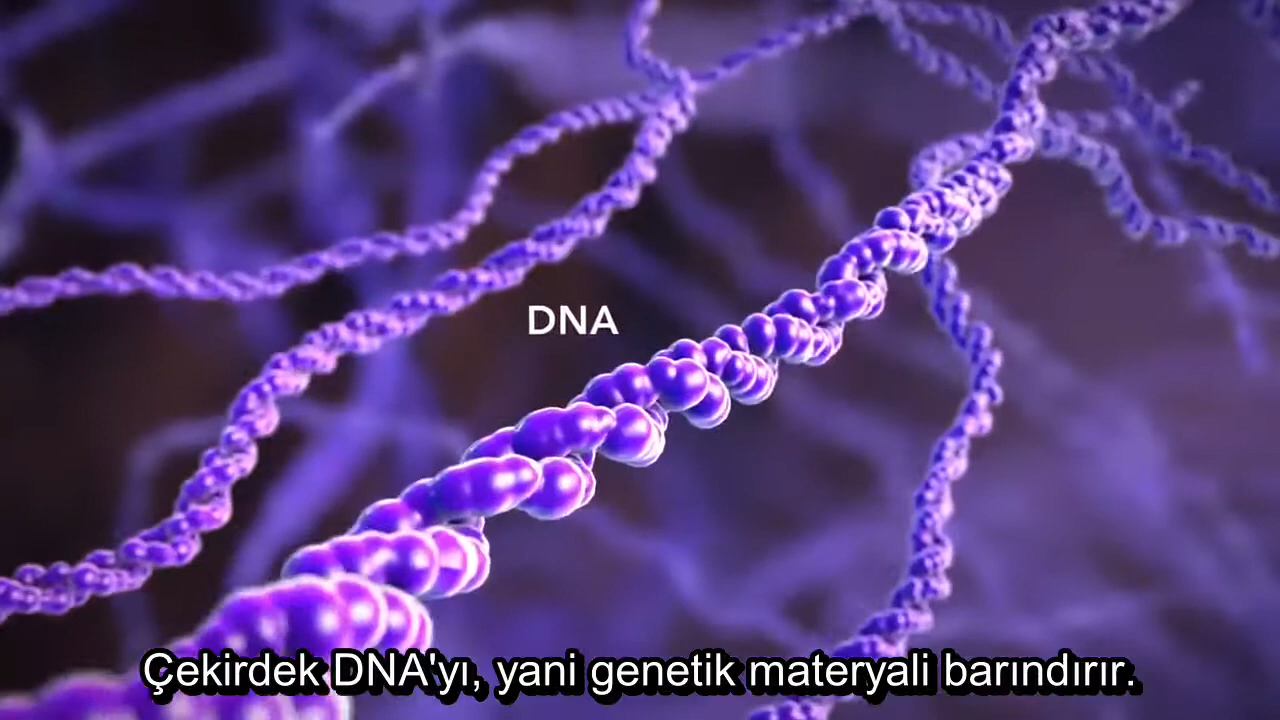 DNA
Çekirdek DNA'yı, yani genetik materyali barındırır.